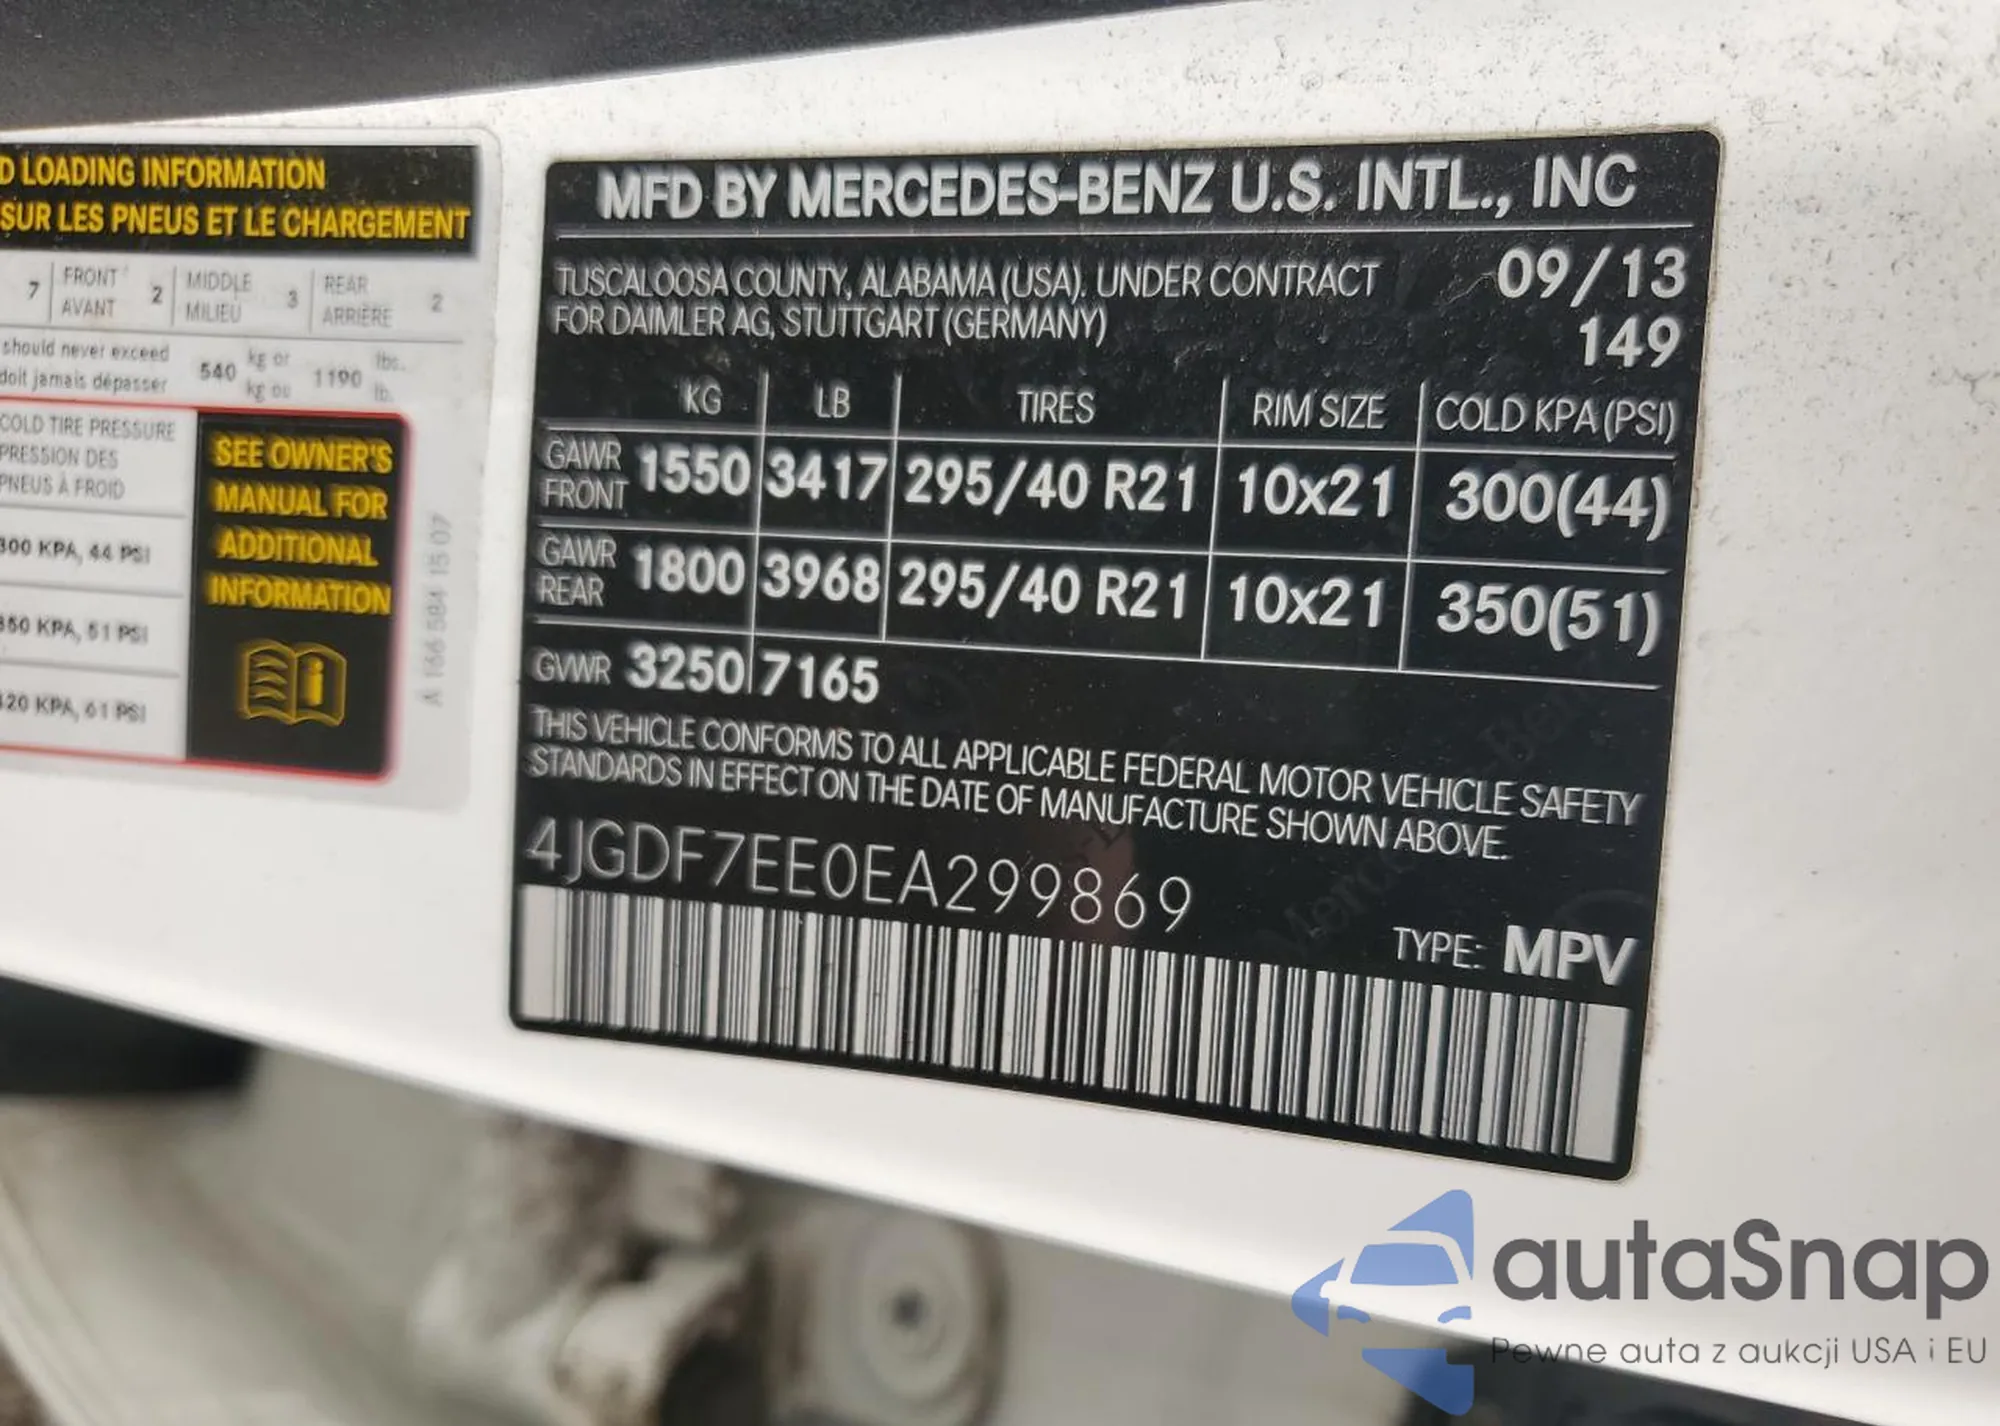 D LOADING INFORMATION
SUR LES PNEUS ET LE CHARGEMENT
7 FRONT AVANT 2 MIDDLE MILIEU 3 REAR ARRIÈRE 2
should never exceed
doit jamais dépasser
540 kg or kg ou 1190 lbs. lb.
COLD TIRE PRESSURE
PRESSION DES
PNEUS À FROID
300 KPA, 44 PSI
350 KPA, 51 PSI
420 KPA, 61 PSI
SEE OWNER'S
MANUAL FOR
ADDITIONAL
INFORMATION
A 166 584 15 07
MFD BY MERCEDES-BENZ U.S. INTL., INC
TUSCALOOSA COUNTY, ALABAMA (USA). UNDER CONTRACT
FOR DAIMLER AG, STUTTGART (GERMANY)
09/13
149
KG LB TIRES RIM SIZE COLD KPA (PSI)
GAWR FRONT 1550 3417 295/40 R21 10x21 300(44)
GAWR REAR 1800 3968 295/40 R21 10x21 350(51)
GVWR 3250 7165
THIS VEHICLE CONFORMS TO ALL APPLICABLE FEDERAL MOTOR VEHICLE SAFETY
STANDARDS IN EFFECT ON THE DATE OF MANUFACTURE SHOWN ABOVE.
4JGDF7EE0EA299869
TYPE: MPV
autaSnap
Pewne auta z aukcji USA i EU